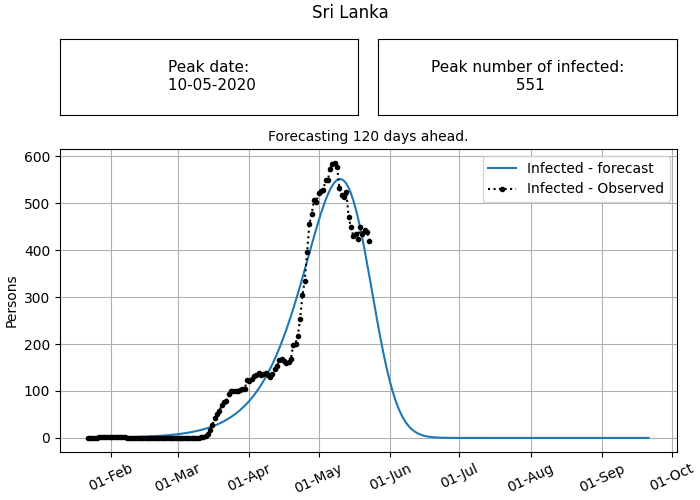 Sri Lanka
Peak date:
10-05-2020
Peak number of infected:
551
Forecasting 120 days ahead.
Infected - forecast
Infected - Observed
Persons
600
500
400
300
200
100
0
01-Feb
01-Mar
01-Apr
01-May
01-Jun
01-Jul
01-Aug
01-Sep
01-Oct